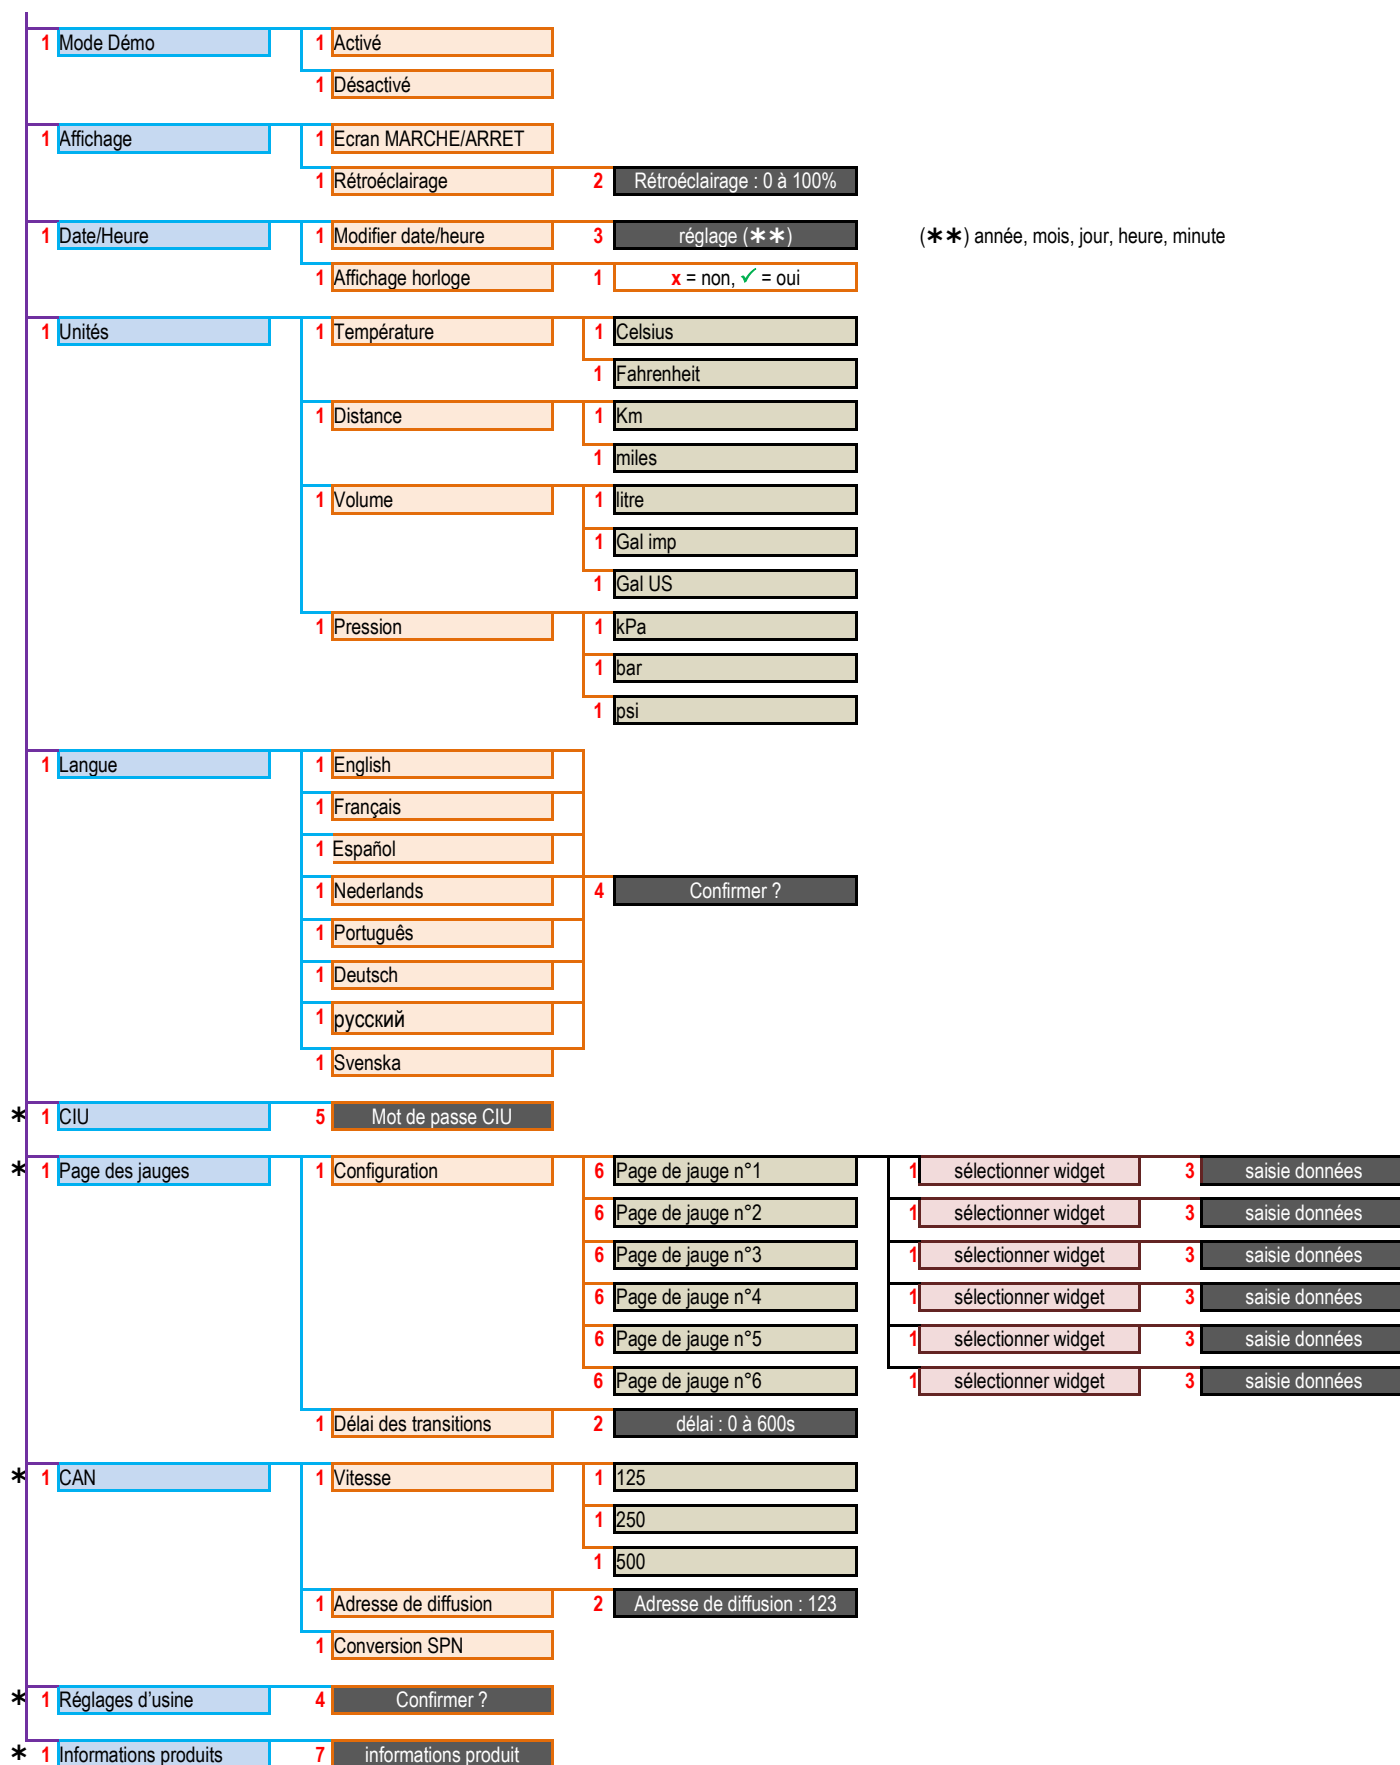 1 Mode Démo 1 Activé
1 Désactivé
1 Affichage 1 Ecran MARCHE/ARRET
1 Rétroéclairage 2 Rétroéclairage : 0 à 100%
1 Date/Heure 1 Modifier date/heure 3 réglage (∗∗) (∗∗) année, mois, jour, heure, minute
1 Affichage horloge 1 x = non, ✓ = oui
1 Unités 1 Température 1 Celsius
1 Fahrenheit
1 Distance 1 Km
1 miles
1 Volume 1 litre
1 Gal imp
1 Gal US
1 Pression 1 kPa
1 bar
1 psi
1 Langue 1 English
1 Français
1 Español
1 Nederlands 4 Confirmer ?
1 Português
1 Deutsch
1 русский
1 Svenska
∗ 1 CIU 5 Mot de passe CIU
∗ 1 Page des jauges 1 Configuration 6 Page de jauge n°1 1 sélectionner widget 3 saisie données
6 Page de jauge n°2 1 sélectionner widget 3 saisie données
6 Page de jauge n°3 1 sélectionner widget 3 saisie données
6 Page de jauge n°4 1 sélectionner widget 3 saisie données
6 Page de jauge n°5 1 sélectionner widget 3 saisie données
6 Page de jauge n°6 1 sélectionner widget 3 saisie données
1 Délai des transitions 2 délai : 0 à 600s
∗ 1 CAN 1 Vitesse 1 125
1 250
1 500
1 Adresse de diffusion 2 Adresse de diffusion : 123
1 Conversion SPN
∗ 1 Réglages d’usine 4 Confirmer ?
∗ 1 Informations produits 7 informations produit